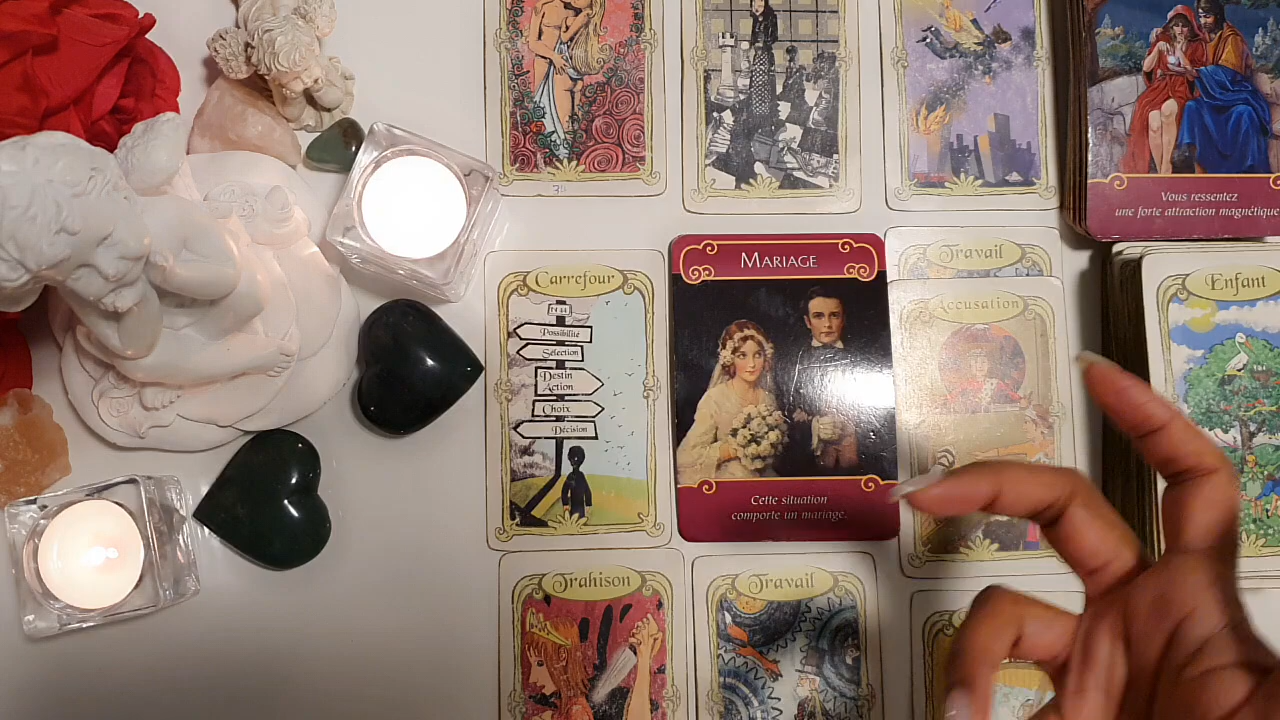 Vous ressentez
une forte attraction magnétique
Carrefour
N 44
Possibilité
Sélection
Destin
Action
Choix
Décision
MARIAGE
Cette situation
comporte un mariage.
Travail
Accusation
Enfant
Trahison
Travail